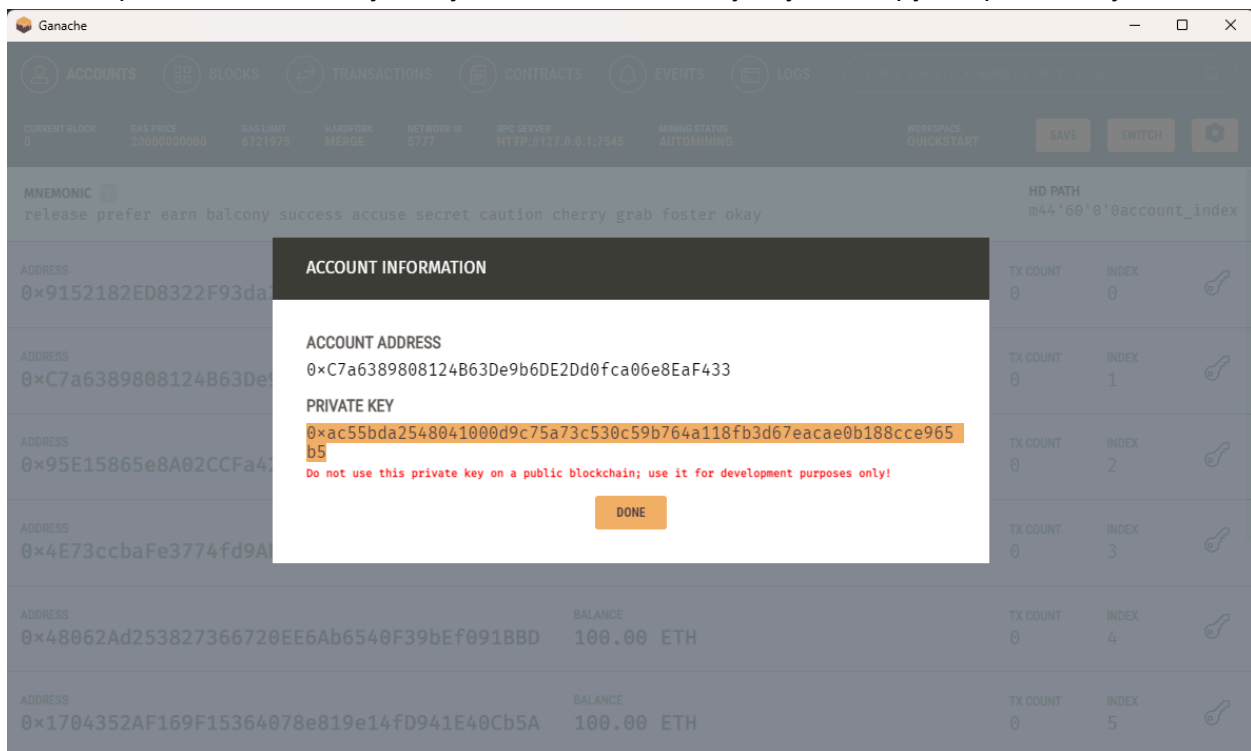 Ganache
ACCOUNTS BLOCKS TRANSACTIONS CONTRACTS EVENTS LOGS
CURRENT BLOCK GAS PRICE GAS LIMIT HARDFORK NETWORK ID RPC SERVER MINING STATUS WORKSPACE
0 20000000000 6721975 MERGE 5777 HTTP://127.0.0.1:7545 AUTOMINING QUICKSTART SAVE SWITCH
MNEMONIC HD PATH
release prefer earn balcony success accuse secret caution cherry grab foster okay m44'60'0'0account_index
ACCOUNT INFORMATION
ACCOUNT ADDRESS
0×C7a6389808124B63De9b6DE2Dd0fca06e8EaF433
PRIVATE KEY
0×ac55bda2548041000d9c75a73c530c59b764a118fb3d67eacae0b188cce965
b5
Do not use this private key on a public blockchain; use it for development purposes only!
DONE
ADDRESS TX COUNT INDEX
0×9152182ED8322F93da 0 0
ADDRESS TX COUNT INDEX
0×C7a6389808124B63De 0 1
ADDRESS TX COUNT INDEX
0×95E15865e8A02CCFa4 0 2
ADDRESS TX COUNT INDEX
0×4E73ccbaFe3774fd9A 0 3
ADDRESS BALANCE TX COUNT INDEX
0×48062Ad253827366720EE6Ab6540F39bEf091BBD 100.00 ETH 0 4
ADDRESS BALANCE TX COUNT INDEX
0×1704352AF169F15364078e819e14fD941E40Cb5A 100.00 ETH 0 5